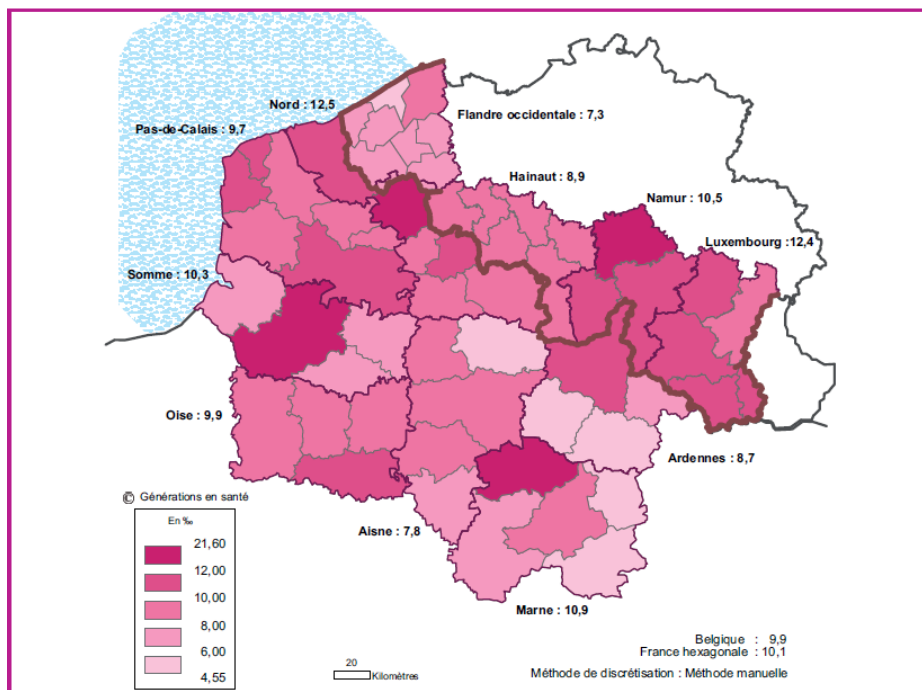 Nord : 12,5
Flandre occidentale : 7,3
Pas-de-Calais : 9,7
Hainaut : 8,9
Namur : 10,5
Luxembourg : 12,4
Somme : 10,3
Oise : 9,9
Ardennes : 8,7
© Générations en santé
En ‰
21,60
12,00
10,00
8,00
6,00
4,55
Aisne : 7,8
Marne : 10,9
Belgique : 9,9
France hexagonale : 10,1
20
Kilomètres
Méthode de discrétisation : Méthode manuelle